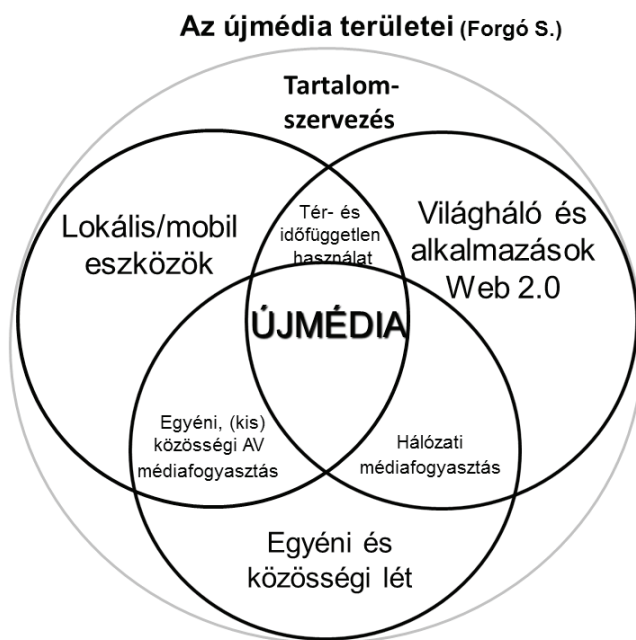 Az újmédia területei (Forgó S.)
Tartalom-
szervezés
Lokális/mobil
eszközök
Tér- és
időfüggetlen
használat
Világháló és
alkalmazások
Web 2.0
ÚJMÉDIA
Egyéni, (kis)
közösségi AV
médiafogyasztás
Hálózati
médiafogyasztás
Egyéni és
közösségi lét